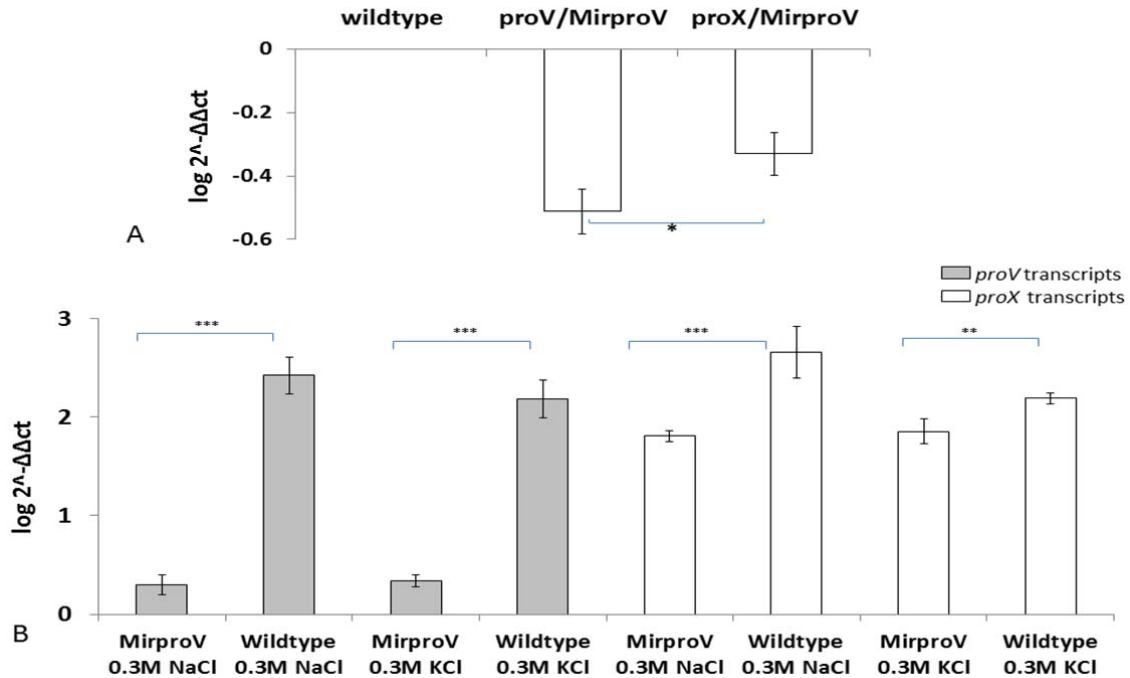 wildtype proV/MirproV proX/MirproV
0
-0.2
-0.4
-0.6
log 2^-ΔΔct
*
A
proV transcripts
proX transcripts
3
2
1
0
log 2^-ΔΔct
*** *** *** **
B
MirproV Wildtype MirproV Wildtype MirproV Wildtype MirproV Wildtype
0.3M NaCl 0.3M NaCl 0.3M KCl 0.3M KCl 0.3M NaCl 0.3M NaCl 0.3M KCl 0.3M KCl